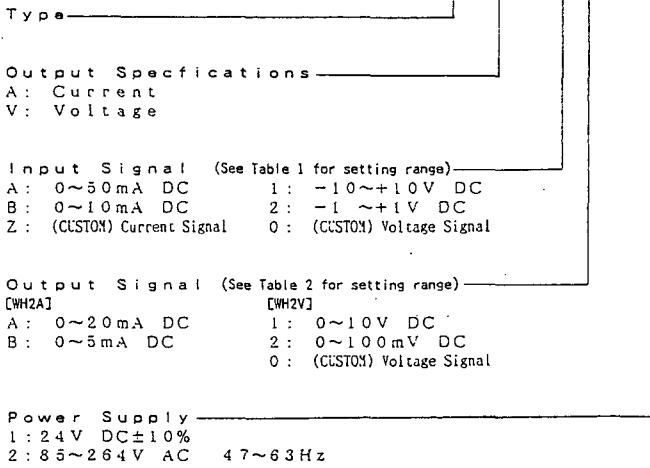 Type
Output Specfications
A: Current
V: Voltage
Input Signal (See Table 1 for setting range)
A: 0~50mA DC 1: -10~+10V DC
B: 0~10mA DC 2: -1 ~+1V DC
Z: (CUSTOM) Current Signal 0: (CUSTOM) Voltage Signal
Output Signal (See Table 2 for setting range)
[WH2A] [WH2V]
A: 0~20mA DC 1: 0~10V DC
B: 0~5mA DC 2: 0~100mV DC
0: (CUSTOM) Voltage Signal
Power Supply
1:24V DC±10%
2:85~264V AC 47~63Hz